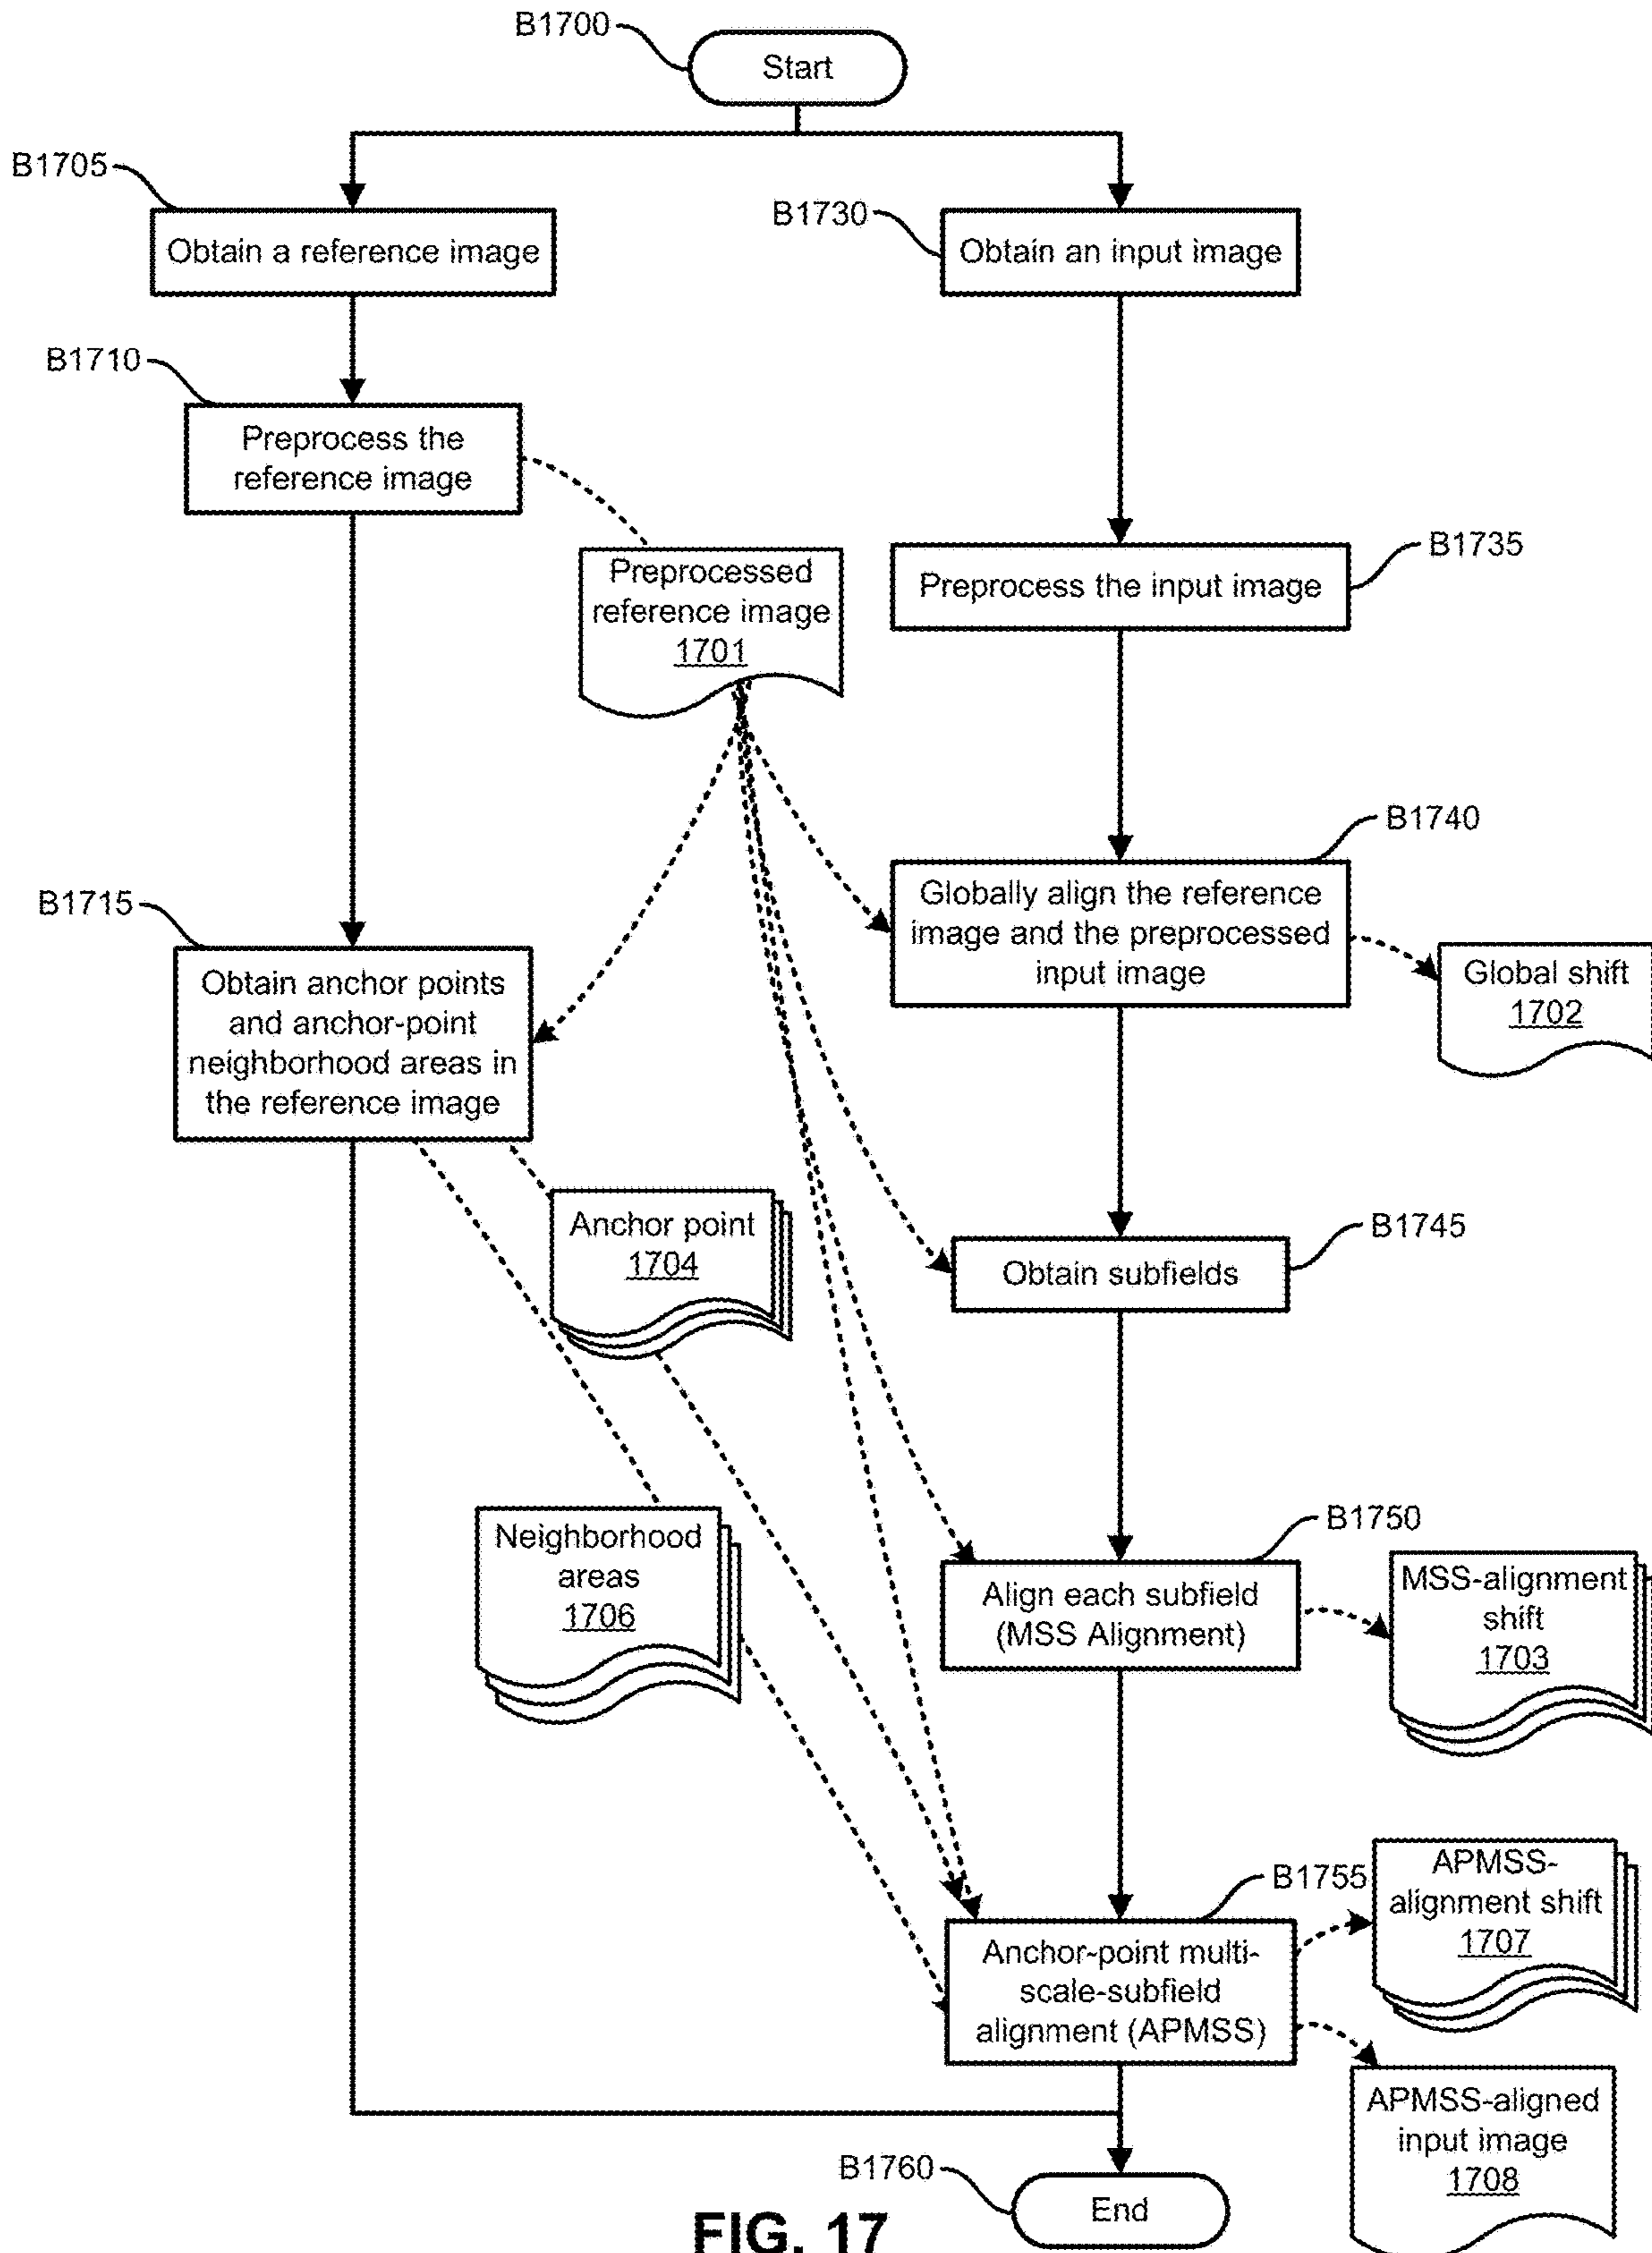 B1700
Start
B1705
Obtain a reference image
B1730
Obtain an input image
B1710
Preprocess the
reference image
Preprocessed
reference image
1701
B1735
Preprocess the input image
B1740
Globally align the reference
image and the preprocessed
input image
Global shift
1702
B1715
Obtain anchor points
and anchor-point
neighborhood areas in
the reference image
Anchor point
1704
B1745
Obtain subfields
Neighborhood
areas
1706
B1750
Align each subfield
(MSS Alignment)
MSS-alignment
shift
1703
B1755
Anchor-point multi-
scale-subfield
alignment (APMSS)
APMSS-
alignment shift
1707
APMSS-aligned
input image
1708
B1760
End
FIG. 17